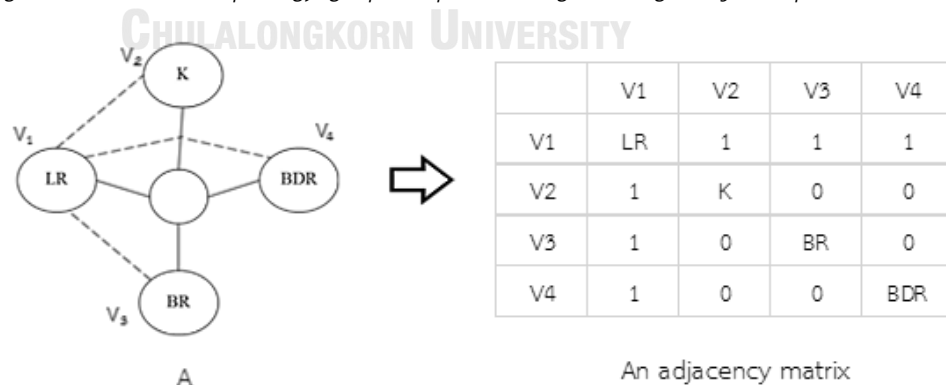 CHULALONGKORN UNIVERSITY
V₂
K
V₁
V₄
LR
BDR
BR
V₃
A
V1 V2 V3 V4
V1 LR 1 1 1
V2 1 K 0 0
V3 1 0 BR 0
V4 1 0 0 BDR
An adjacency matrix